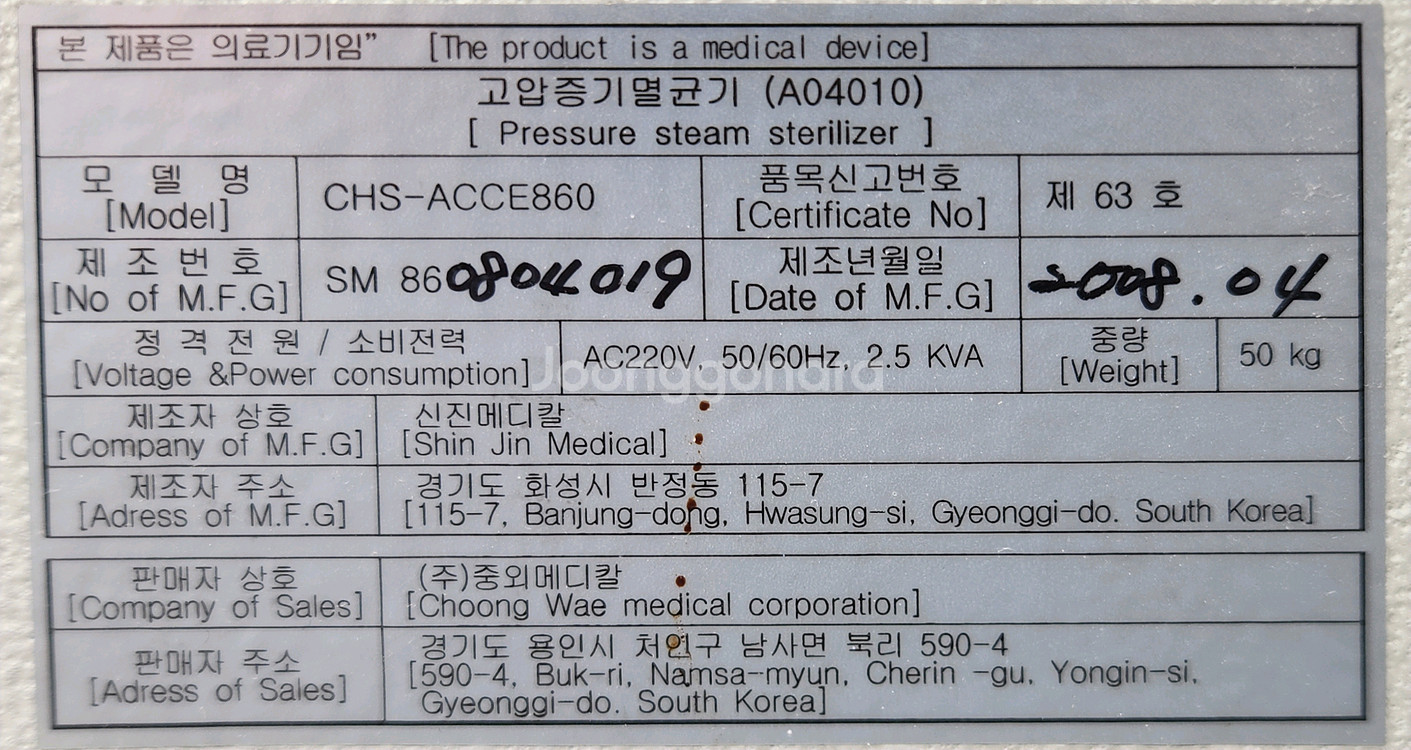 본 제품은 의료기기임” [The product is a medical device]
고압증기멸균기 (A04010)
[ Pressure steam sterilizer ]
모 델 명
[Model]
CHS-ACCE860
품목신고번호
[Certificate No]
제 63 호
제 조 번 호
[No of M.F.G]
SM 860804019
제조년월일
[Date of M.F.G]
2008.04
정 격 전 원 / 소비전력
[Voltage &Power consumption]
AC220V, 50/60Hz, 2.5 KVA
중량
[Weight]
50 kg
Joonggonara
제조자 상호
[Company of M.F.G]
신진메디칼
[Shin Jin Medical]
제조자 주소
[Adress of M.F.G]
경기도 화성시 반정동 115-7
[115-7, Banjung-dong, Hwasung-si, Gyeonggi-do. South Korea]
판매자 상호
[Company of Sales]
(주)중외메디칼
[Choong Wae medical corporation]
판매자 주소
[Adress of Sales]
경기도 용인시 처인구 남사면 북리 590-4
[590-4, Buk-ri, Namsa-myun, Cherin -gu, Yongin-si,
Gyeonggi-do. South Korea]